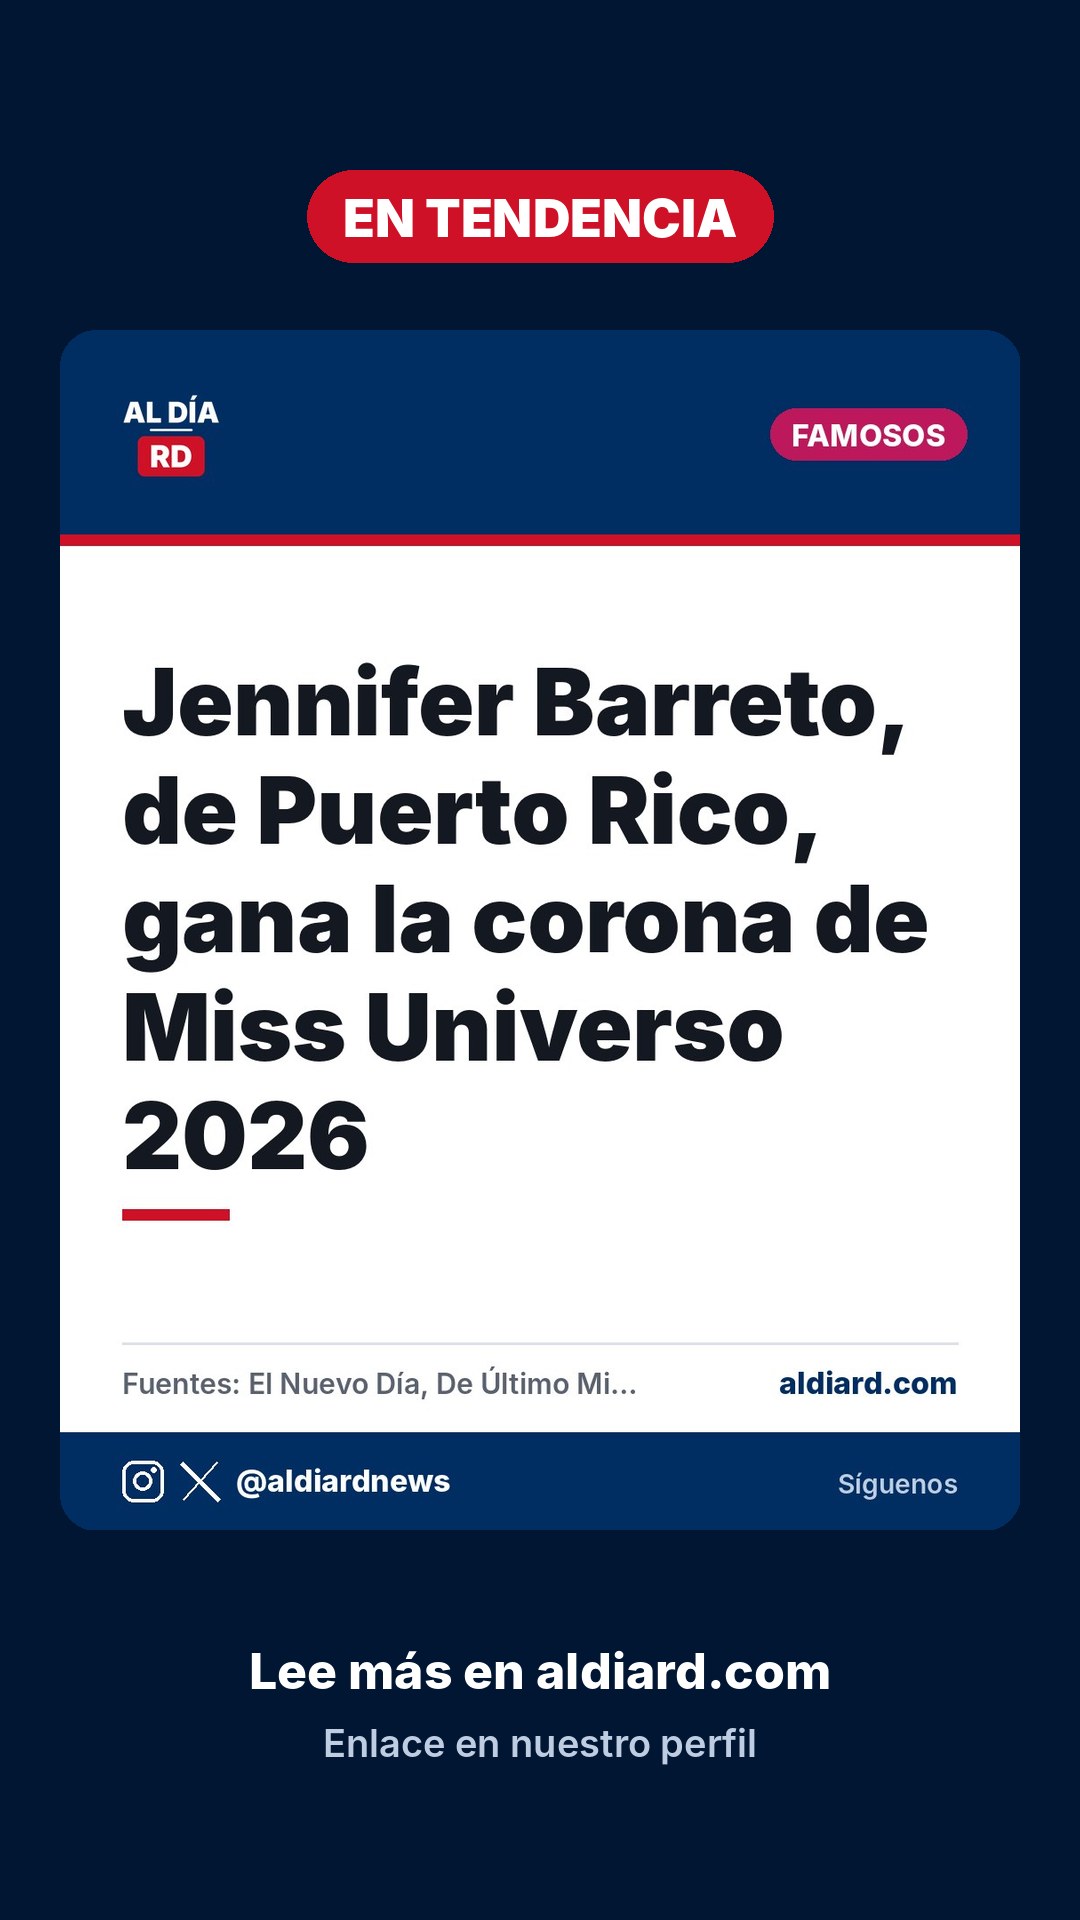 EN TENDENCIA
AL DÍA
RD
FAMOSOS
Jennifer Barreto,
de Puerto Rico,
gana la corona de
Miss Universo
2026
Fuentes: El Nuevo Día, De Último Mi...
aldiard.com
@aldiardnews
Síguenos
Lee más en aldiard.com
Enlace en nuestro perfil